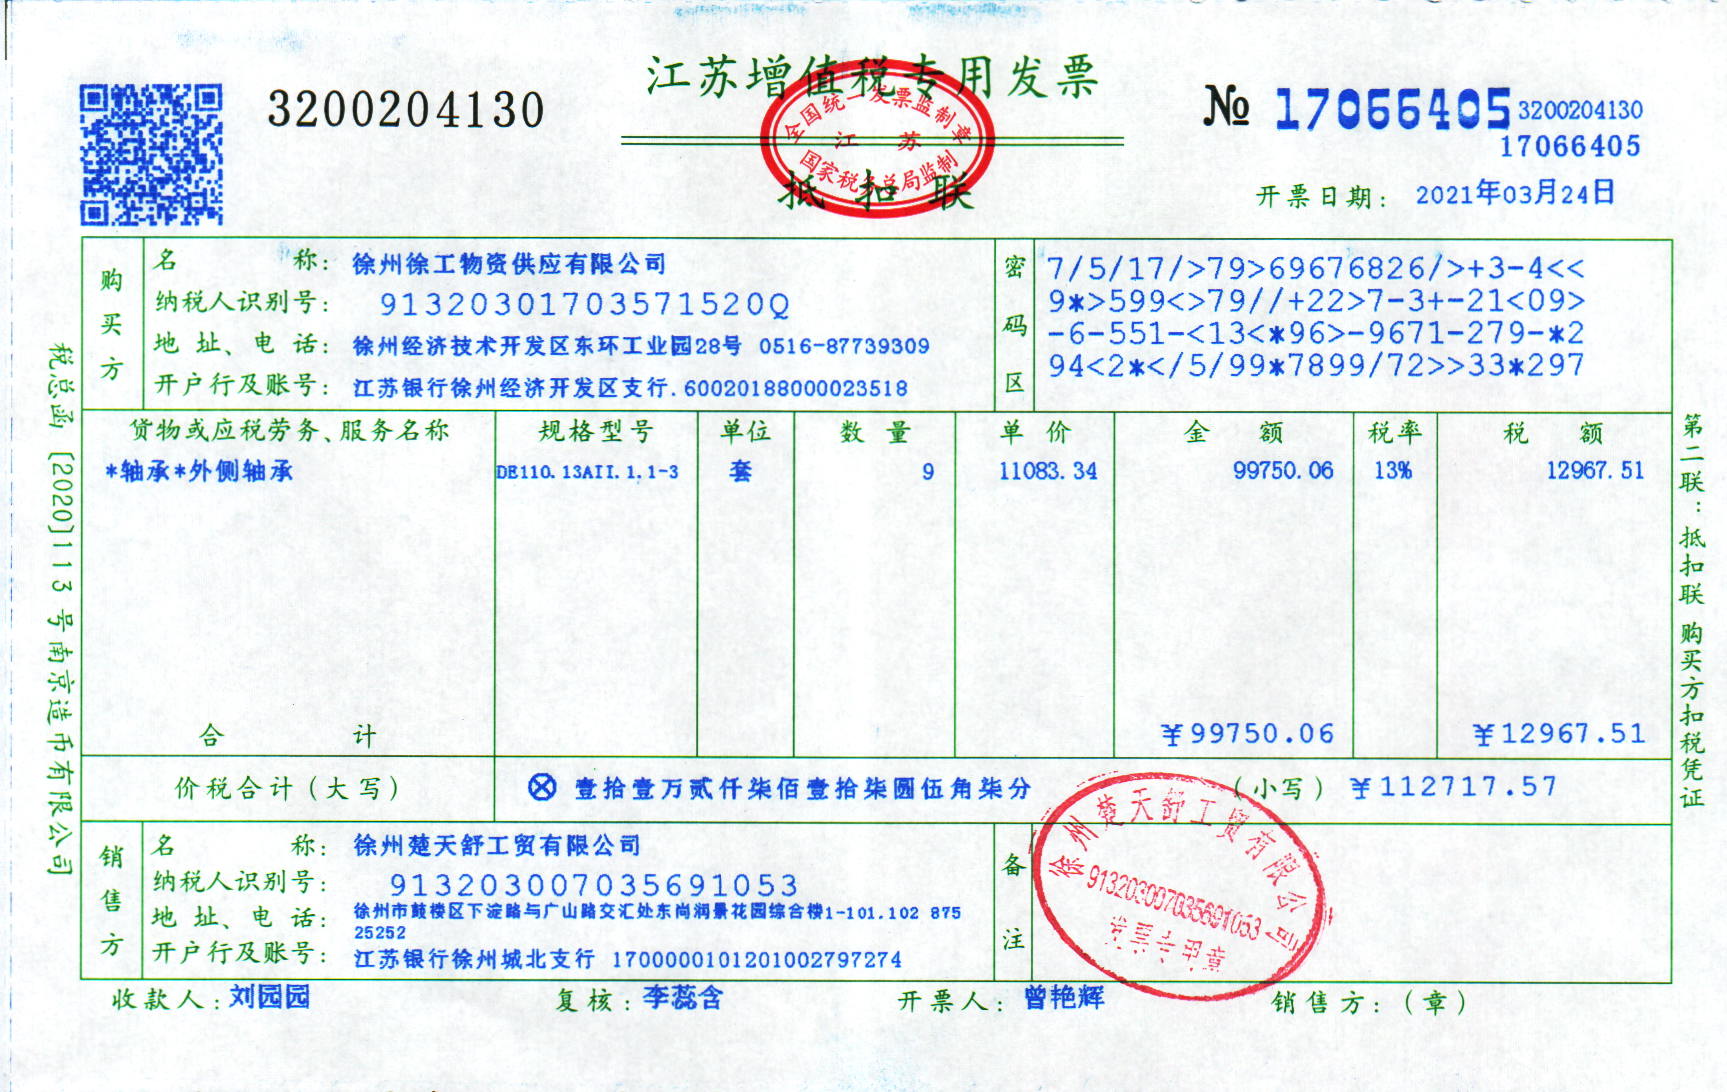 江苏增值税专用发票
全国统一发票监制章
江 苏
国家税务总局监制
抵 扣 联
3200204130
№ 17066405
3200204130
17066405
开票日期： 2021年03月24日
购买方
名 称： 徐州徐工物资供应有限公司
纳税人识别号： 91320301703571520Q
地 址、电 话： 徐州经济技术开发区东环工业园28号 0516-87739309
开户行及账号： 江苏银行徐州经济开发区支行.60020188000023518
密码区
7/5/17/>79>69676826/>+3-4<<
9*>599<>79//+22>7-3+-21<09>
-6-551-<13<*96>-9671-279-*2
94<2*</5/99*7899/72>>33*297
货物或应税劳务、服务名称 规格型号 单位 数 量 单 价 金 额 税率 税 额
*轴承*外侧轴承 DE110.13AII.1.1-3 套 9 11083.34 99750.06 13% 12967.51
合 计 ￥99750.06 ￥12967.51
价税合计（大写） ⊗ 壹拾壹万贰仟柒佰壹拾柒圆伍角柒分 （小写）￥112717.57
销售方
名 称： 徐州楚天舒工贸有限公司
纳税人识别号： 913203007035691053
地 址、电 话： 徐州市鼓楼区下淀路与广山路交汇处东尚润景花园综合楼1-101.102 875
25252
开户行及账号： 江苏银行徐州城北支行 17000001012010027972​74
备注
徐州楚天舒工贸有限公司
913203007035691053
发票专用章
收款人：刘园园 复核：李蕊含 开票人：曾艳辉 销售方：（章）
税总函〔2020〕113号南京造币有限公司
第二联：抵扣联 购买方扣税凭证